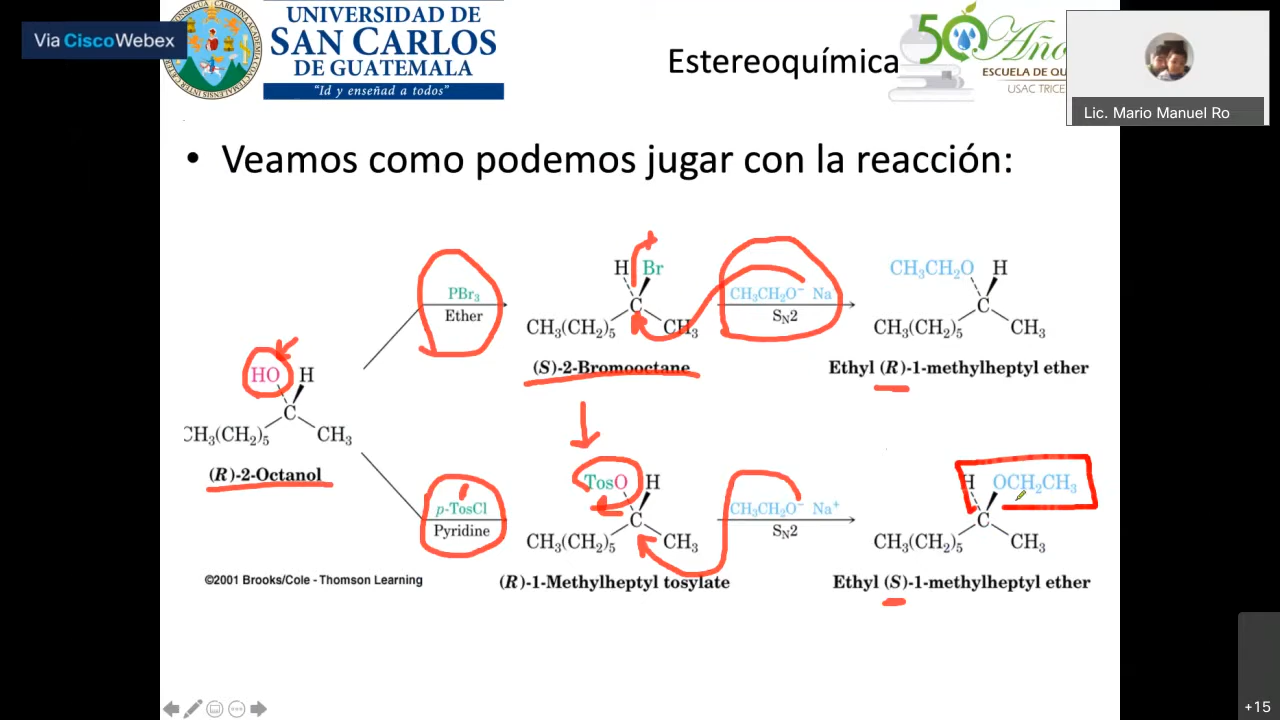 Via Cisco Webex
UNIVERSIDAD DE
SAN CARLOS
DE GUATEMALA
"Id y enseñad a todos"
Estereoquímica
50 Año
ESCUELA DE QU
USAC TRICE
Lic. Mario Manuel Ro
• Veamos como podemos jugar con la reacción:
H Br
CH₃CH₂O H
PBr₃
CH₃CH₂O⁻ Na
Ether
C
SN2
C
CH₃(CH₂)₅ CH₃
CH₃(CH₂)₅ CH₃
(S)-2-Bromooctane
Ethyl (R)-1-methylheptyl ether
HO H
C
CH₃(CH₂)₅ CH₃
(R)-2-Octanol
TosO H
H OCH₂CH₃
p-TosCl
CH₃CH₂O⁻ Na⁺
Pyridine
C
SN2
C
CH₃(CH₂)₅ CH₃
CH₃(CH₂)₅ CH₃
©2001 Brooks/Cole - Thomson Learning
(R)-1-Methylheptyl tosylate
Ethyl (S)-1-methylheptyl ether
+15